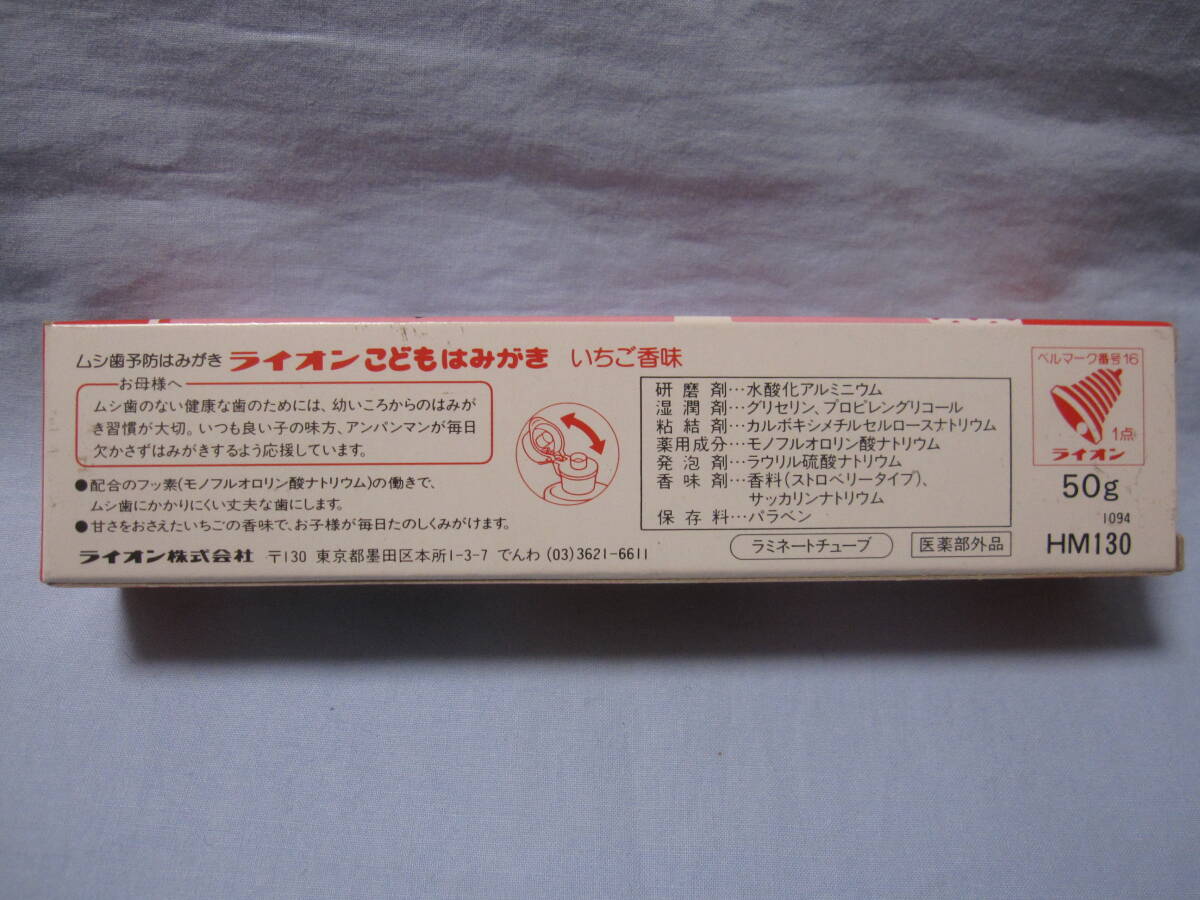 ムシ歯予防はみがき ライオンこどもはみがき いちご香味
お母様へ
ムシ歯のない健康な歯のためには、幼いころからのはみが
き習慣が大切。いつも良い子の味方、アンパンマンが毎日
欠かさずはみがきするよう応援しています。
●配合のフッ素(モノフルオロリン酸ナトリウム)の働きで、
ムシ歯にかかりにくい丈夫な歯にします。
●甘さをおさえたいちごの香味で、お子様が毎日たのしくみがけます。
ライオン株式会社 〒130 東京都墨田区本所1-3-7 でんわ(03)3621-6611
研磨剤…水酸化アルミニウム
湿潤剤…グリセリン、プロピレングリコール
粘結剤…カルボキシメチルセルロースナトリウム
薬用成分…モノフルオロリン酸ナトリウム
発泡剤…ラウリル硫酸ナトリウム
香味剤…香料(ストロベリータイプ)、
サッカリンナトリウム
保存料…パラベン
ラミネートチューブ
医薬部外品
ベルマーク番号16
1点
ライオン
50g
1094
HM130